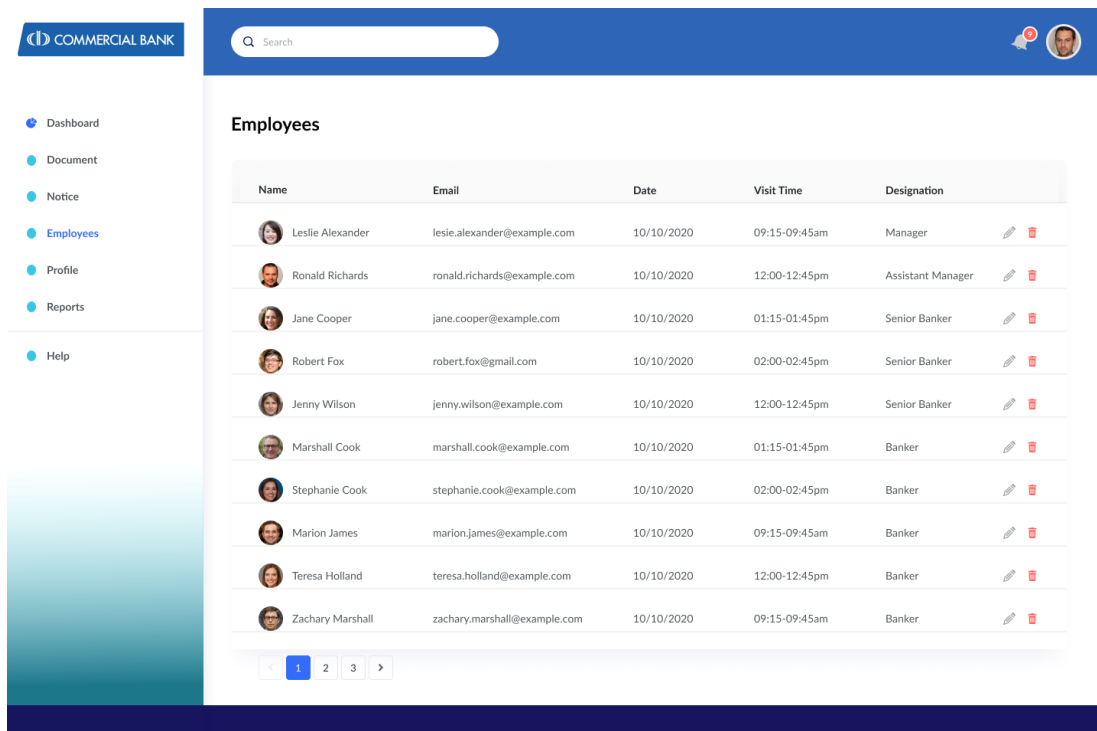 COMMERCIAL BANK
Search
9
Dashboard
Document
Notice
Employees
Profile
Reports
Help
Employees
Name Email Date Visit Time Designation
Leslie Alexander lesie.alexander@example.com 10/10/2020 09:15-09:45am Manager
Ronald Richards ronald.richards@example.com 10/10/2020 12:00-12:45pm Assistant Manager
Jane Cooper jane.cooper@example.com 10/10/2020 01:15-01:45pm Senior Banker
Robert Fox robert.fox@gmail.com 10/10/2020 02:00-02:45pm Senior Banker
Jenny Wilson jenny.wilson@example.com 10/10/2020 12:00-12:45pm Senior Banker
Marshall Cook marshall.cook@example.com 10/10/2020 01:15-01:45pm Banker
Stephanie Cook stephanie.cook@example.com 10/10/2020 02:00-02:45pm Banker
Marion James marion.james@example.com 10/10/2020 09:15-09:45am Banker
Teresa Holland teresa.holland@example.com 10/10/2020 12:00-12:45pm Banker
Zachary Marshall zachary.marshall@example.com 10/10/2020 09:15-09:45am Banker
< 1 2 3 >